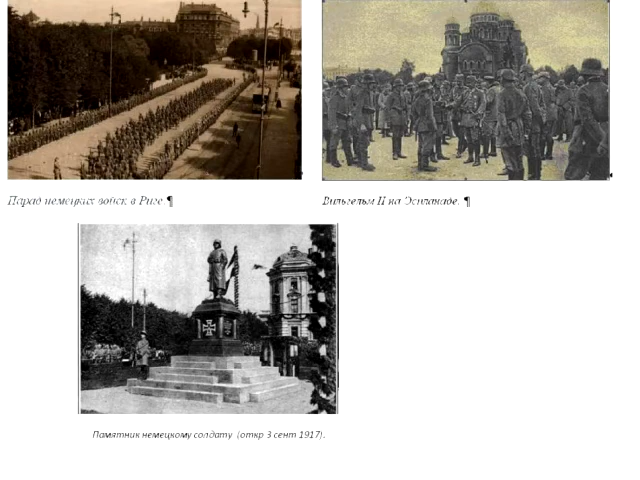 Парад немецких войск в Риге.¶
Вильгельм II на Эспланаде. ¶
Памятник немецкому солдату (откр 3 сент 1917).